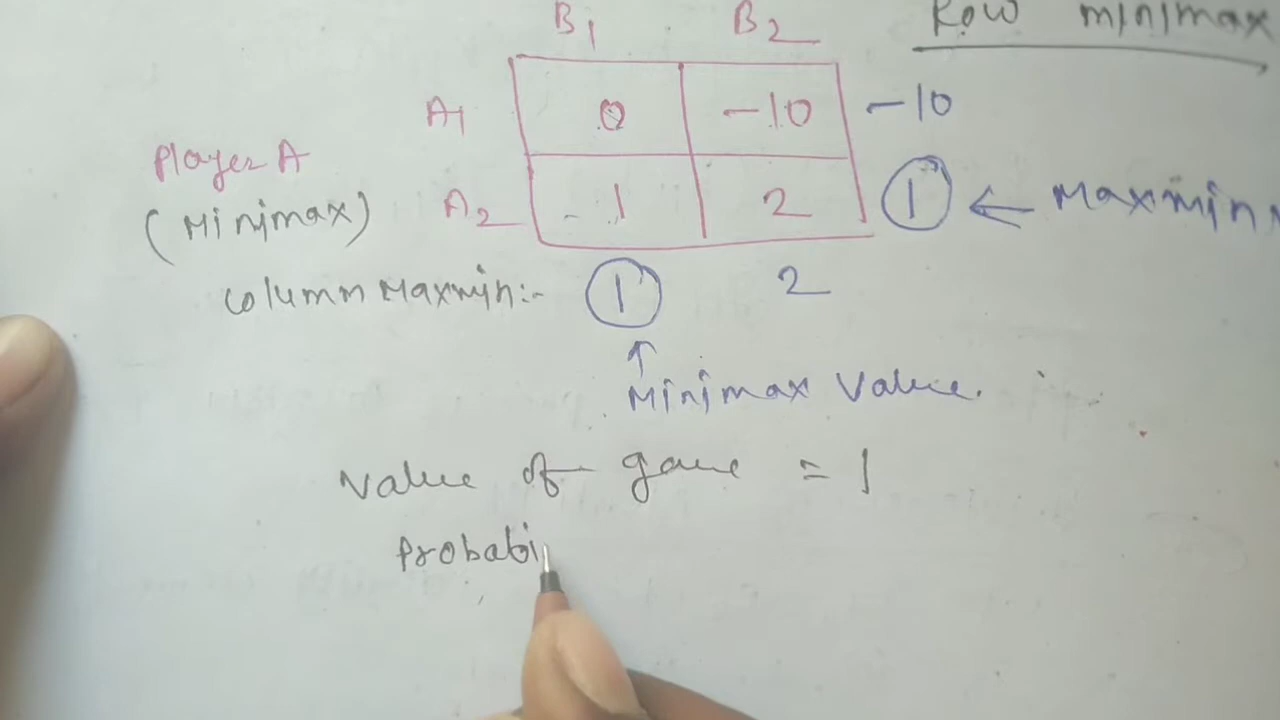 B1 B2 Row minimax
A1 0 -10 -10
Player A
(Minimax) A2 1 2 1 ← Maxmin
column Maxmin:- 1 2
↑
Minimax Value.
Value of game = 1
Probabi